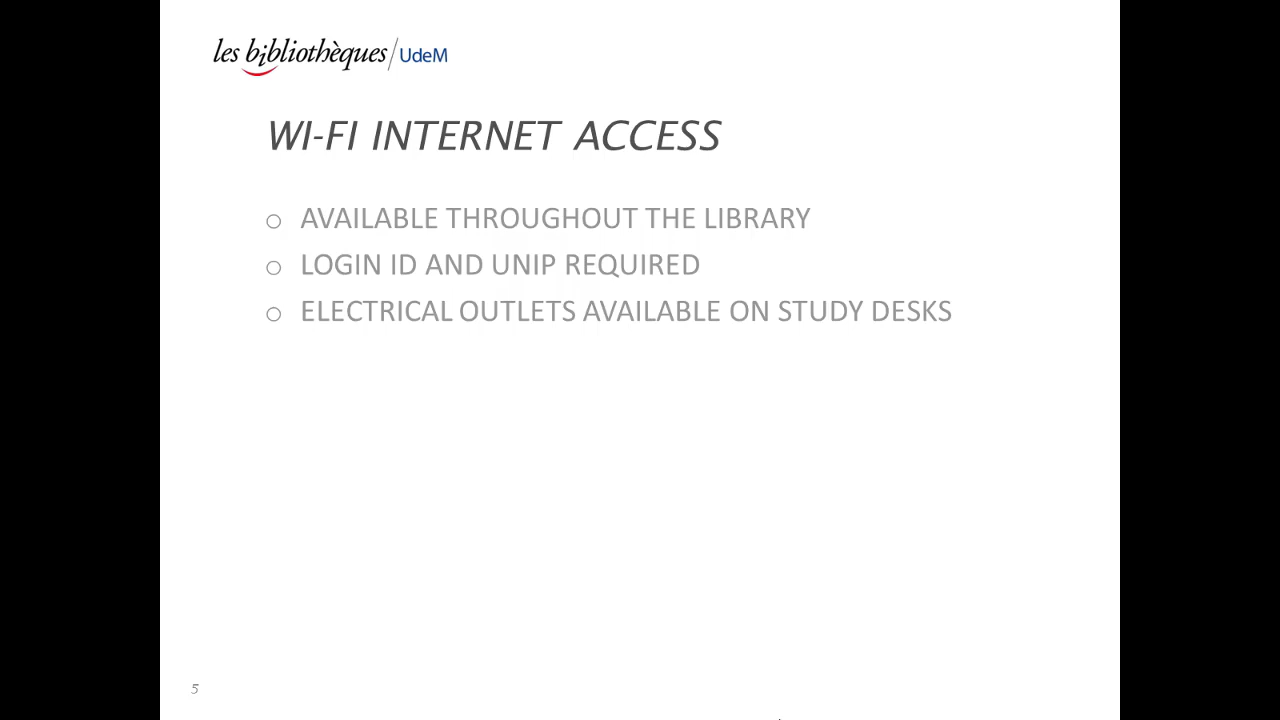 les bibliothèques/UdeM
WI-FI INTERNET ACCESS
o AVAILABLE THROUGHOUT THE LIBRARY
o LOGIN ID AND UNIP REQUIRED
o ELECTRICAL OUTLETS AVAILABLE ON STUDY DESKS
5